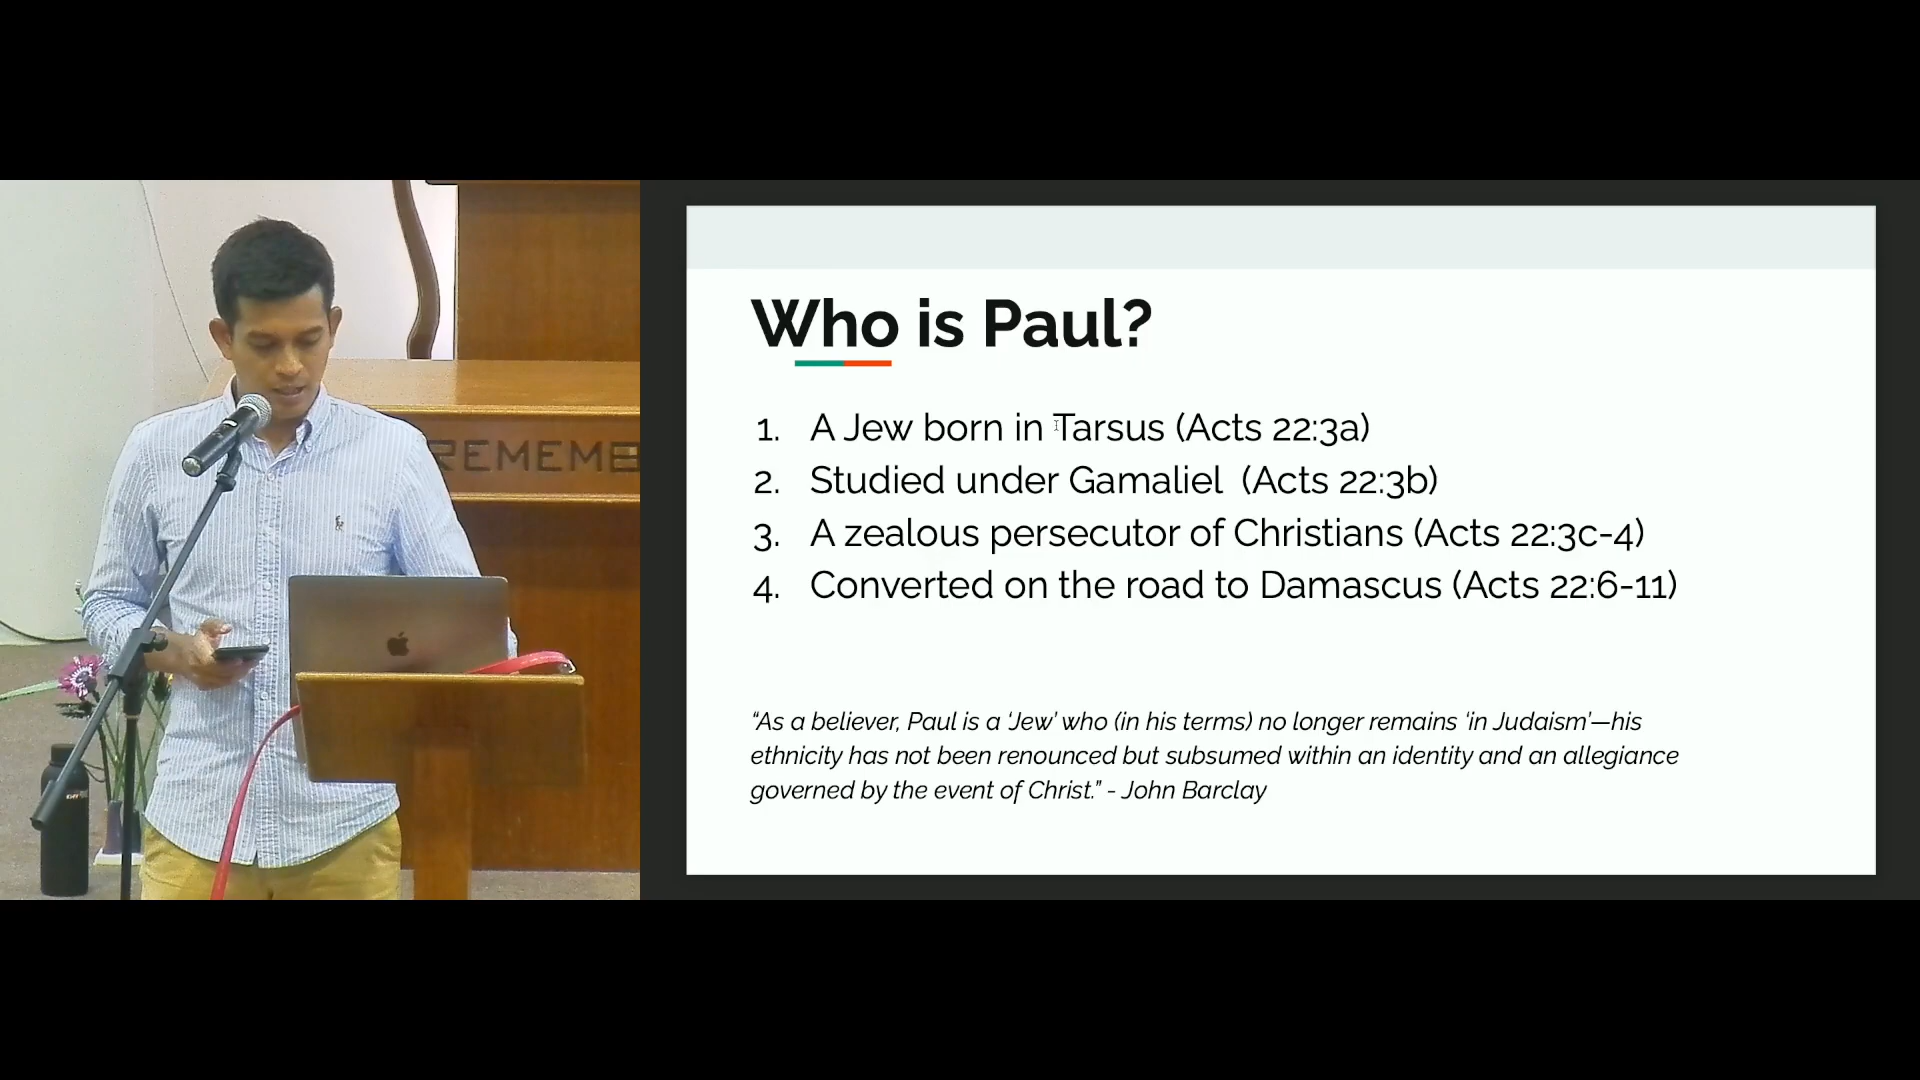 REMEMB
Who is Paul?
1. A Jew born in Tarsus (Acts 22:3a)
2. Studied under Gamaliel (Acts 22:3b)
3. A zealous persecutor of Christians (Acts 22:3c-4)
4. Converted on the road to Damascus (Acts 22:6-11)
“As a believer, Paul is a ‘Jew’ who (in his terms) no longer remains ‘in Judaism’—his
ethnicity has not been renounced but subsumed within an identity and an allegiance
governed by the event of Christ.” - John Barclay